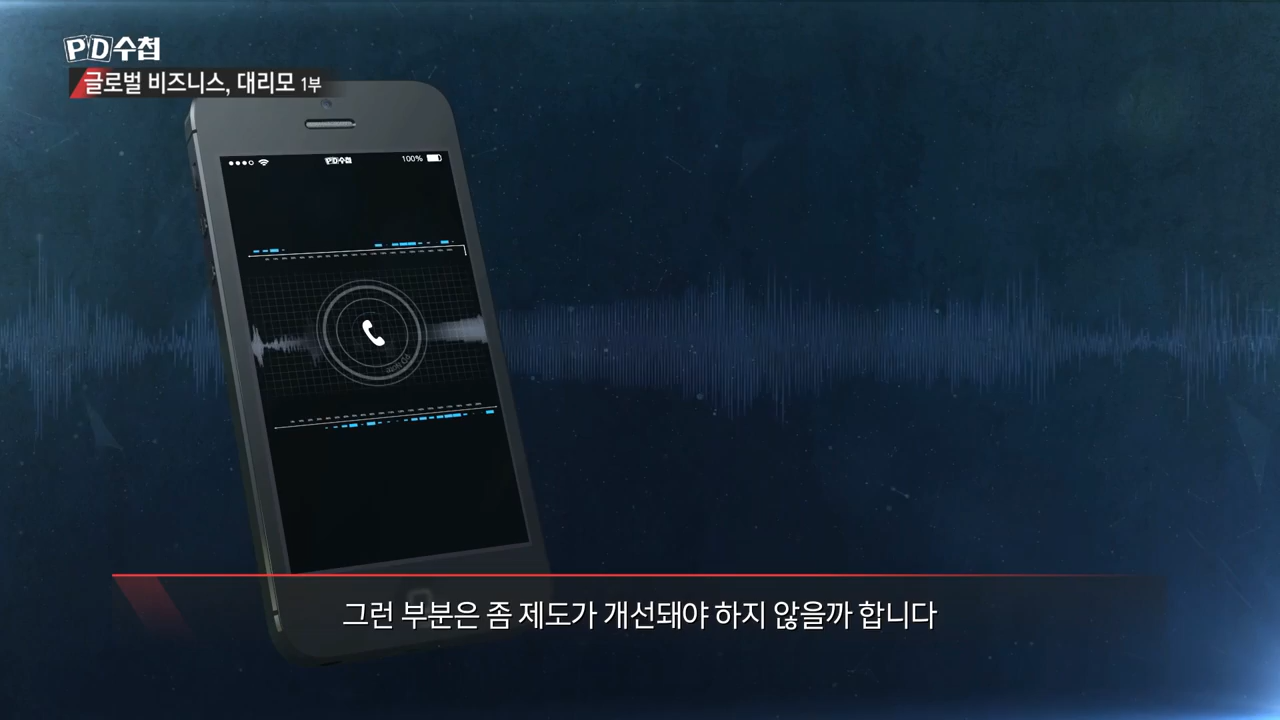 PD수첩
글로벌 비즈니스, 대리모 1부
PD수첩
100%
그런 부분은 좀 제도가 개선돼야 하지 않을까 합니다